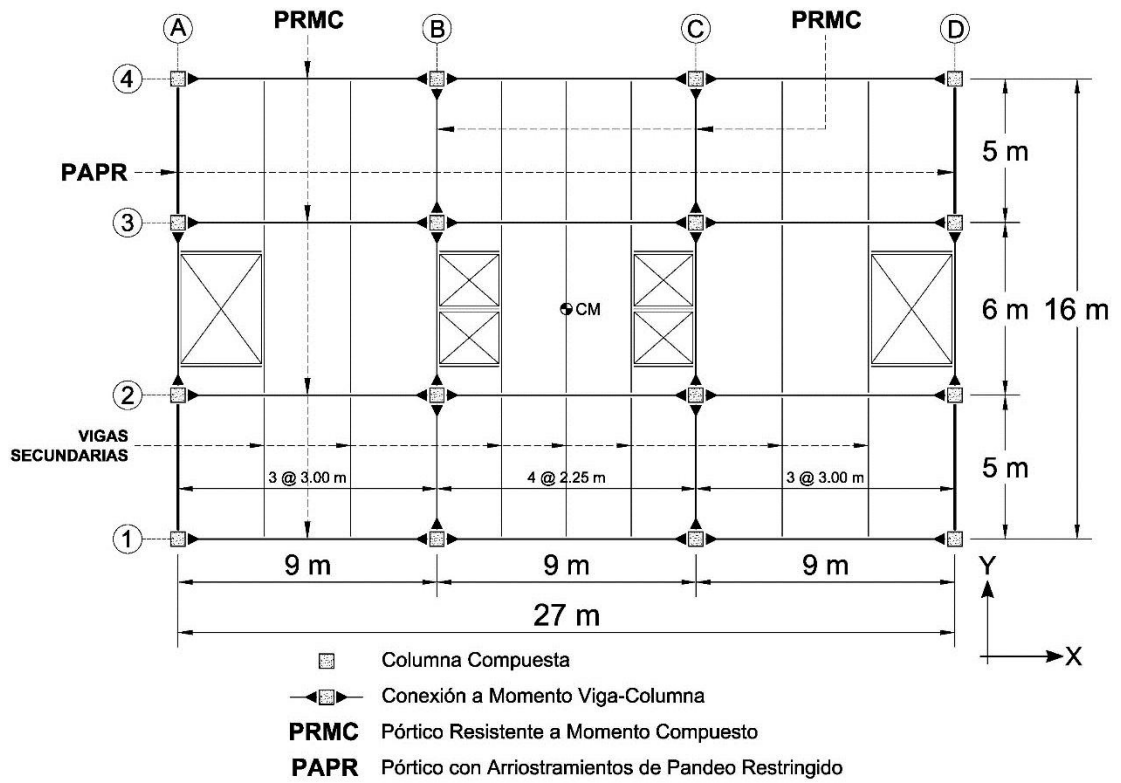 A PRMC B C PRMC D
4
5 m
PAPR
3
CM
6 m 16 m
2
VIGAS
SECUNDARIAS
3 @ 3.00 m 4 @ 2.25 m 3 @ 3.00 m
5 m
1
9 m 9 m 9 m
27 m
Y
X
Columna Compuesta
Conexión a Momento Viga-Columna
PRMC Pórtico Resistente a Momento Compuesto
PAPR Pórtico con Arriostramientos de Pandeo Restringido